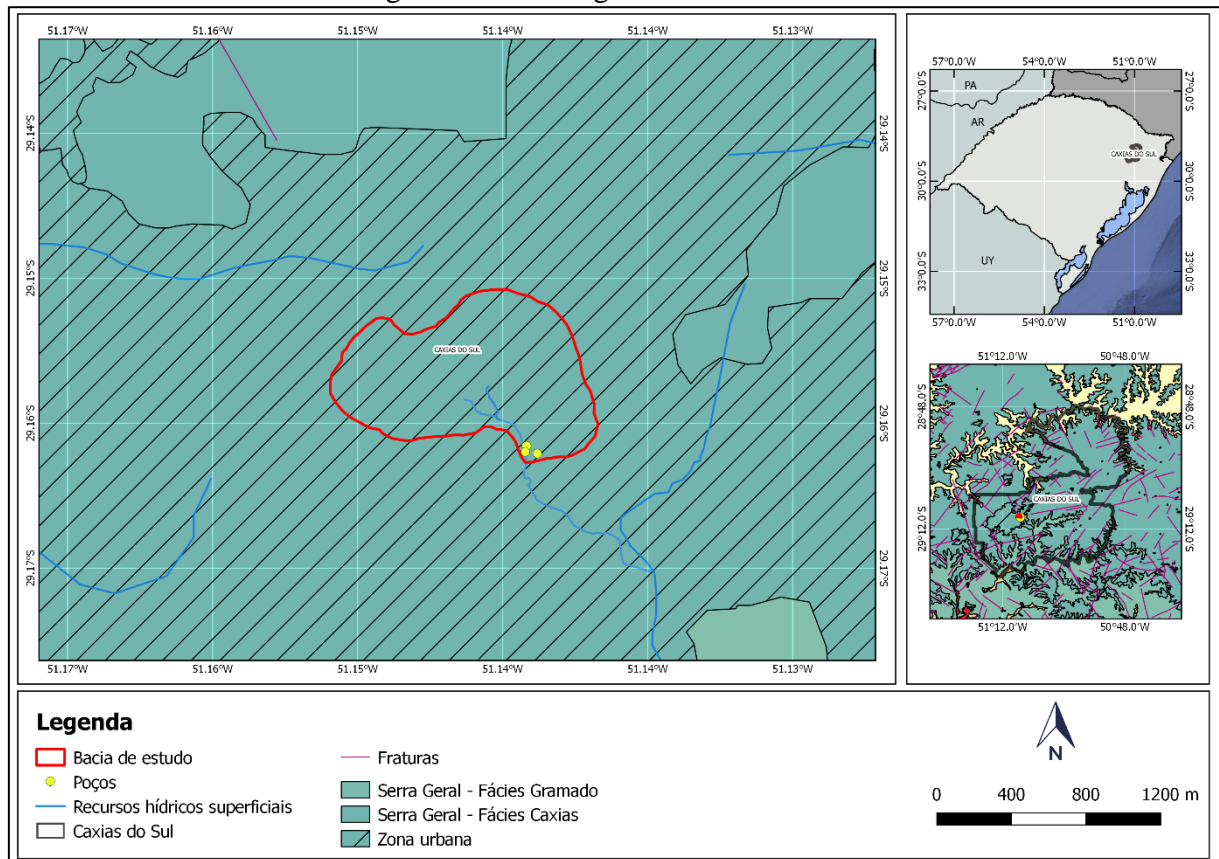 51.17°W 51.16°W 51.15°W 51.14°W 51.14°W 51.13°W
29.14°S 29.14°S
29.15°S 29.15°S
CAXIAS DO SUL
29.16°S 29.16°S
29.17°S 29.17°S
51.17°W 51.16°W 51.15°W 51.14°W 51.14°W 51.13°W
57°0.0'W 54°0.0'W 51°0.0'W
27°0.0'S 27°0.0'S
PA
AR
CAXIAS DO SUL
30°0.0'S 30°0.0'S
UY
33°0.0'S 33°0.0'S
57°0.0'W 54°0.0'W 51°0.0'W
51°12.0'W 50°48.0'W
28°48.0'S 28°48.0'S
CAXIAS DO SUL
29°12.0'S 29°12.0'S
51°12.0'W 50°48.0'W
Legenda
Bacia de estudo
Poços
Recursos hídricos superficiais
Caxias do Sul
Fraturas
Serra Geral - Fácies Gramado
Serra Geral - Fácies Caxias
Zona urbana
N
0 400 800 1200 m